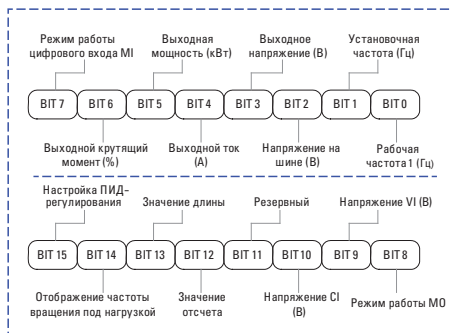 Режим работы
цифрового входа MI
Выходная
мощность (кВт)
Выходное
напряжение (В)
Установочная
частота (Гц)
BIT 7
BIT 6
BIT 5
BIT 4
BIT 3
BIT 2
BIT 1
BIT 0
Выходной крутящий
момент (%)
Выходной ток
(А)
Напряжение на
шине (В)
Рабочая
частота 1 (Гц)
Настройка ПИД-
регулирования
Значение длины
Резервный
Напряжение VI (В)
BIT 15
BIT 14
BIT 13
BIT 12
BIT 11
BIT 10
BIT 9
BIT 8
Отображение частоты
вращения под нагрузкой
Значение
отсчета
Напряжение CI
(В)
Режим работы MO